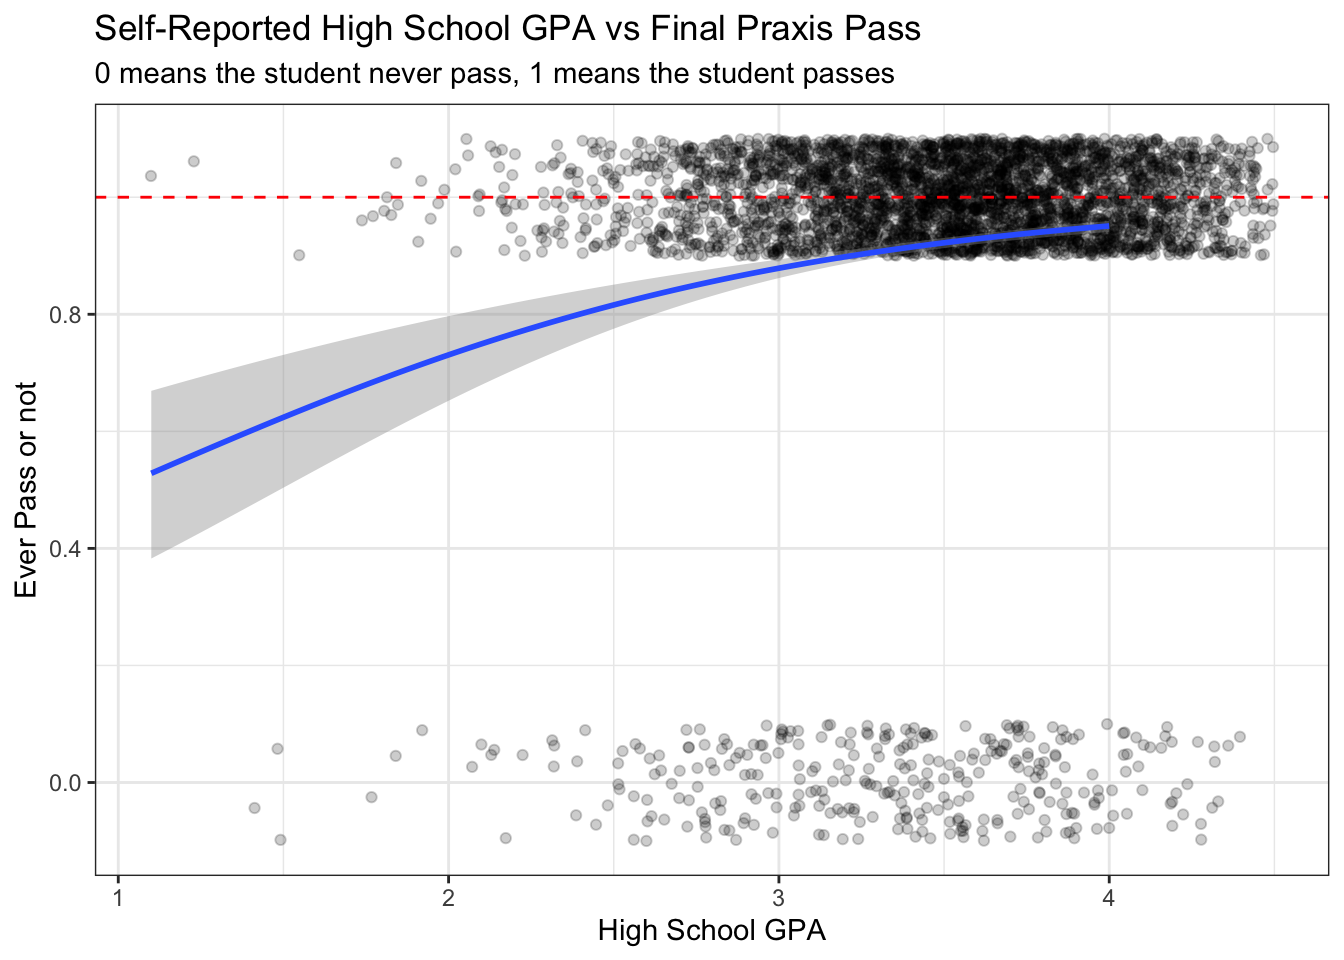 Self-Reported High School GPA vs Final Praxis Pass
0 means the student never pass, 1 means the student passes
Ever Pass or not
0.8
0.4
0.0
1 2 3 4
High School GPA